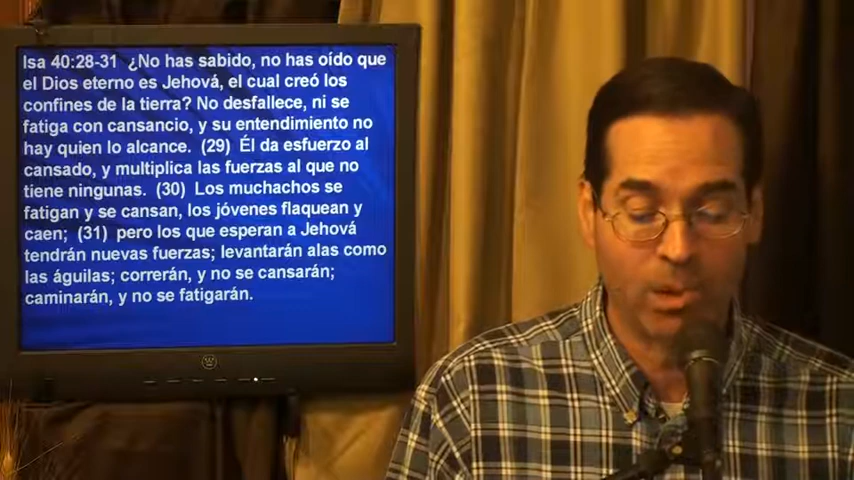 Isa 40:28-31 ¿No has sabido, no has oído que
el Dios eterno es Jehová, el cual creó los
confines de la tierra? No desfallece, ni se
fatiga con cansancio, y su entendimiento no
hay quien lo alcance. (29) Él da esfuerzo al
cansado, y multiplica las fuerzas al que no
tiene ningunas. (30) Los muchachos se
fatigan y se cansan, los jóvenes flaquean y
caen; (31) pero los que esperan a Jehová
tendrán nuevas fuerzas; levantarán alas como
las águilas; correrán, y no se cansarán;
caminarán, y no se fatigarán.